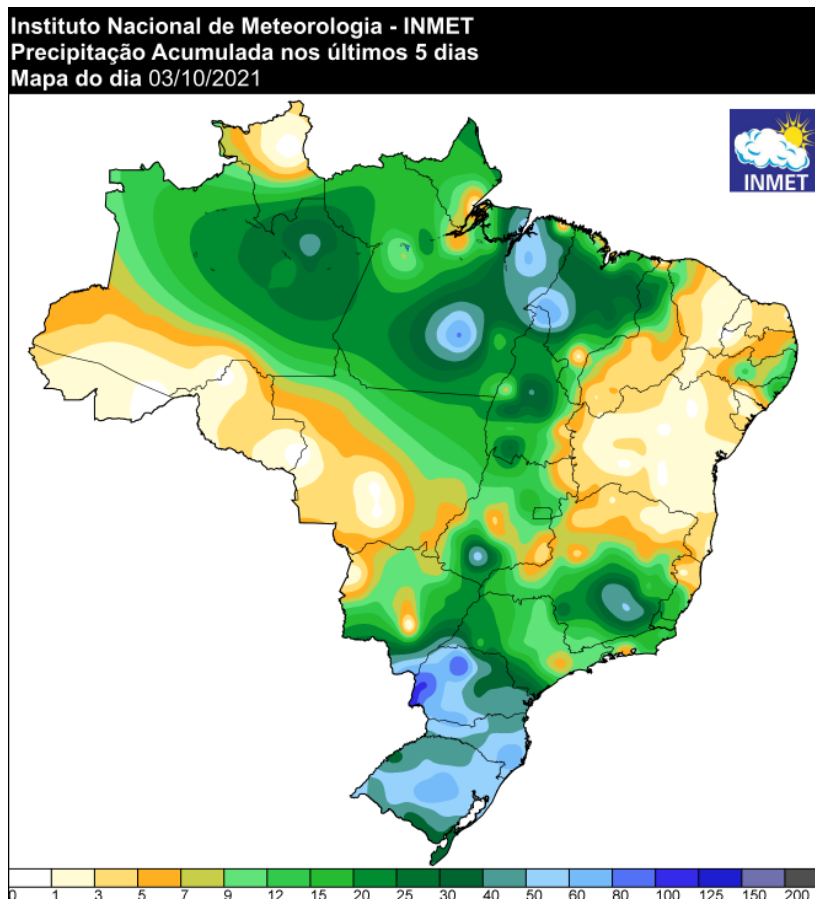 Instituto Nacional de Meteorologia - INMET
Precipitação Acumulada nos últimos 5 dias
Mapa do dia 03/10/2021
INMET
0 1 3 5 7 9 12 15 20 25 30 40 50 60 80 100 125 150 200